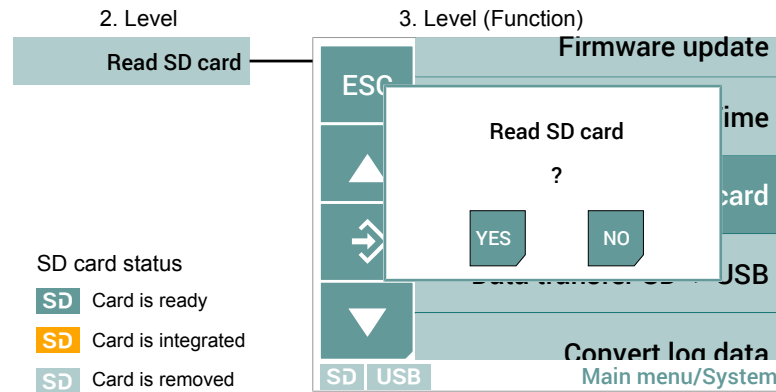 2. Level
3. Level (Function)
Read SD card
Firmware update
ESC
ime
Read SD card
?
card
YES
NO
USB
SD card status
SD Card is ready
SD Card is integrated
SD Card is removed
Convert log data
SD USB
Main menu/System